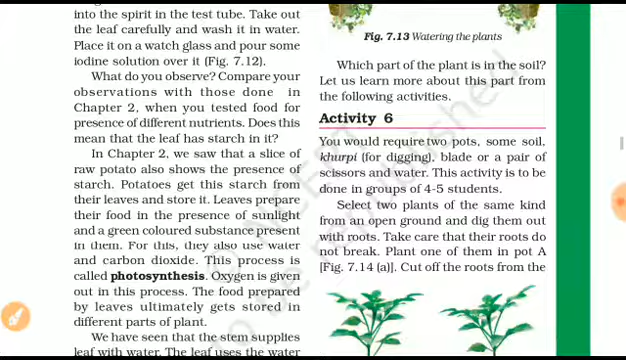 into the spirit in the test tube. Take out
the leaf carefully and wash it in water.
Place it on a watch glass and pour some
iodine solution over it (Fig. 7.12).
What do you observe? Compare your
observations with those done in
Chapter 2, when you tested food for
presence of different nutrients. Does this
mean that the leaf has starch in it?
In Chapter 2, we saw that a slice of
raw potato also shows the presence of
starch. Potatoes get this starch from
their leaves and store it. Leaves prepare
their food in the presence of sunlight
and a green coloured substance present
in them. For this, they also use water
and carbon dioxide. This process is
called photosynthesis. Oxygen is given
out in this process. The food prepared
by leaves ultimately gets stored in
different parts of plant.
We have seen that the stem supplies
leaf with water. The leaf uses the water
Fig. 7.13 Watering the plants
Which part of the plant is in the soil?
Let us learn more about this part from
the following activities.
Activity 6
You would require two pots, some soil,
khurpi (for digging), blade or a pair of
scissors and water. This activity is to be
done in groups of 4-5 students.
Select two plants of the same kind
from an open ground and dig them out
with roots. Take care that their roots do
not break. Plant one of them in pot A
[Fig. 7.14 (a)]. Cut off the roots from the